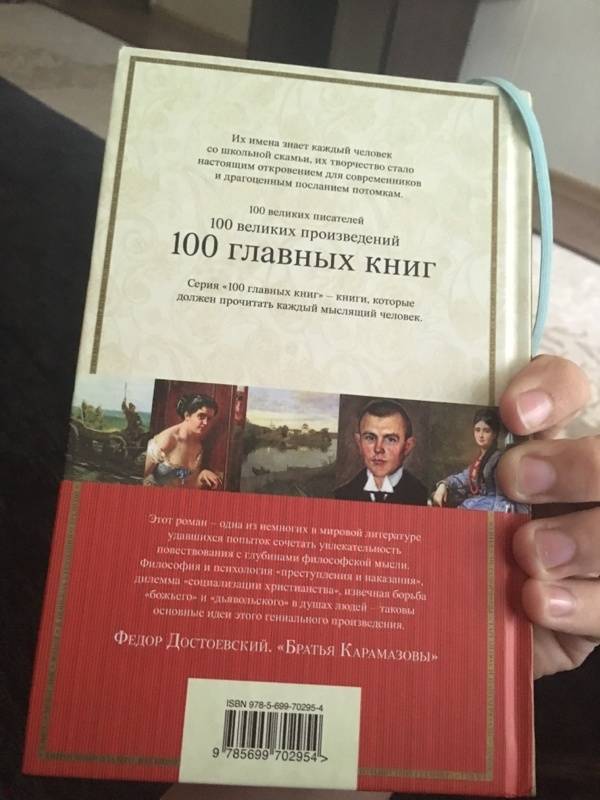 Их имена знает каждый человек
со школьной скамьи, их творчество стало
настоящим откровением для современников
и драгоценным посланием потомкам.
100 великих писателей
100 великих произведений
100 главных книг
Серия «100 главных книг» – книги, которые
должен прочитать каждый мыслящий человек.
Этот роман – одна из немногих в мировой литературе
удавшихся попыток сочетать увлекательность
повествования с глубинами философской мысли.
Философия и психология "преступления и наказания",
дилемма "социализации христианства", извечная борьба
"божьего" и "дьявольского" в душах людей – таковы
основные идеи этого гениального произведения.
Федор Достоевский. «Братья Карамазовы»
ISBN 978-5-699-70295-4
9 785699 702954 >